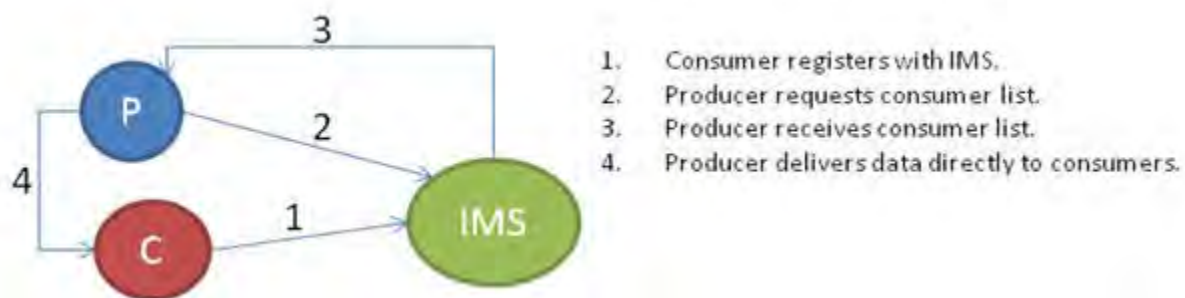 3
P
2
4
C
1
IMS
1. Consumer registers with IMS.
2. Producer requests consumer list.
3. Producer receives consumer list.
4. Producer delivers data directly to consumers.